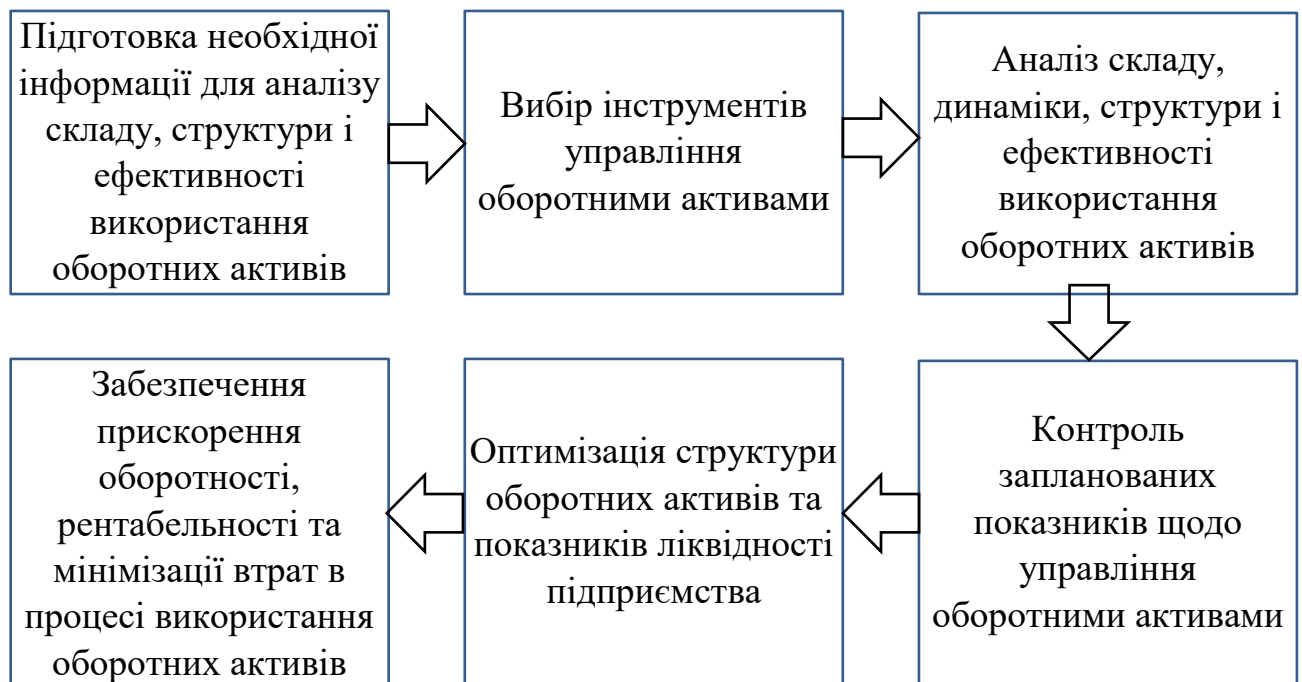 Підготовка необхідної
інформації для аналізу
складу, структури і
ефективності
використання
оборотних активів
Вибір інструментів
управління
оборотними активами
Аналіз складу,
динаміки, структури і
ефективності
використання
оборотних активів
Контроль
запланованих
показників щодо
управління
оборотними активами
Оптимізація структури
оборотних активів та
показників ліквідності
підприємства
Забезпечення
прискорення
оборотності,
рентабельності та
мінімізації втрат в
процесі використання
оборотних активів